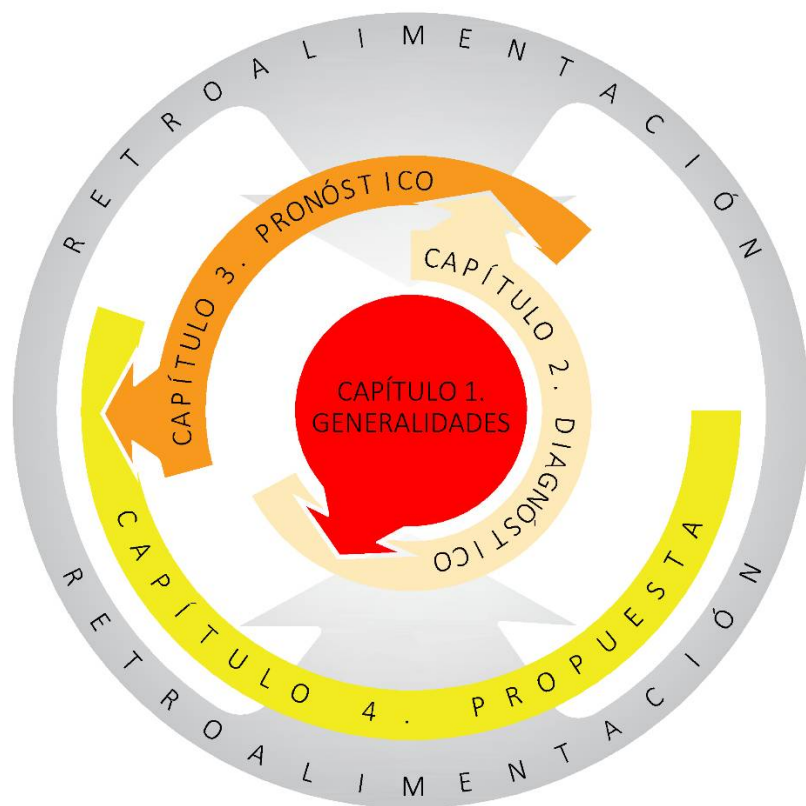 RETROALIMENTACIÓN
CAPÍTULO 3. PRONÓSTICO
CAPÍTULO 2. DIAGNÓSTICO
CAPÍTULO 1.
GENERALIDADES
CAPÍTULO 4. PROPUESTA
RETROALIMENTACIÓN